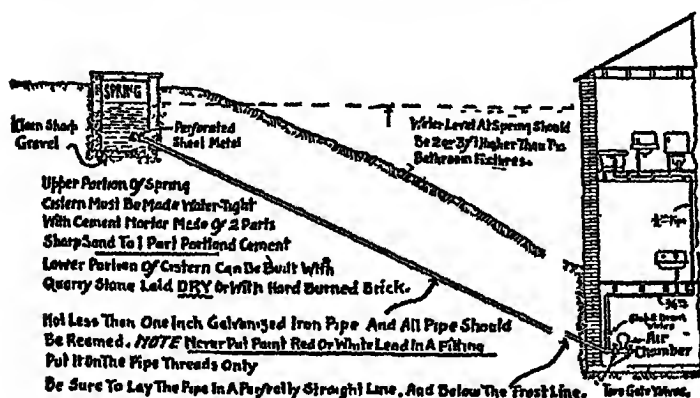 SPRING
Clean Sharp
Gravel
Perforated
Sheet Metal
Water Level At Spring Should
Be 2 or 3 ft Higher Than The
Bathroom Fixtures.
Upper Portion Of Spring
Cistern Must Be Made Water-Tight
With Cement Mortar Made Of 2 Parts
Sharp Sand To 1 Part Portland Cement
Lower Portion Of Cistern Can Be Built With
Quarry Stone Laid DRY Or With Hard Burned Brick.
Pipe
Not Less Than One Inch Galvanized Iron Pipe And All Pipe Should
Be Reamed. NOTE Never Put Paint Red Or White Lead In A Fitting
Put It On The Pipe Threads Only
Be Sure To Lay The Pipe In A Perfectly Straight Line, And Below The Frost Line.
Valve
Air
Chamber
Two Gate Valves.